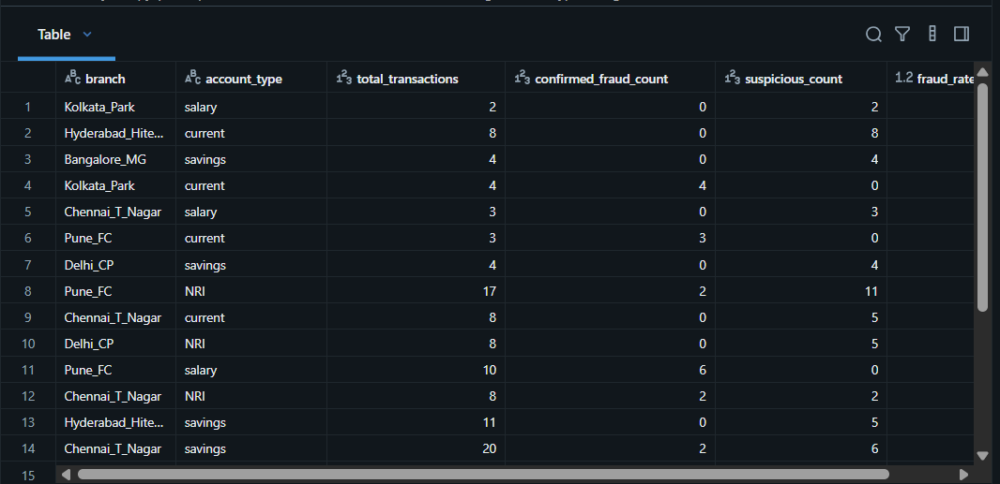 Table
branch account_type total_transactions confirmed_fraud_count suspicious_count 1.2 fraud_rate
1 Kolkata_Park salary 2 0 2
2 Hyderabad_Hite... current 8 0 8
3 Bangalore_MG savings 4 0 4
4 Kolkata_Park current 4 4 0
5 Chennai_T_Nagar salary 3 0 3
6 Pune_FC current 3 3 0
7 Delhi_CP savings 4 0 4
8 Pune_FC NRI 17 2 11
9 Chennai_T_Nagar current 8 0 5
10 Delhi_CP NRI 8 0 5
11 Pune_FC salary 10 6 0
12 Chennai_T_Nagar NRI 8 2 2
13 Hyderabad_Hite... savings 11 0 5
14 Chennai_T_Nagar savings 20 2 6
15